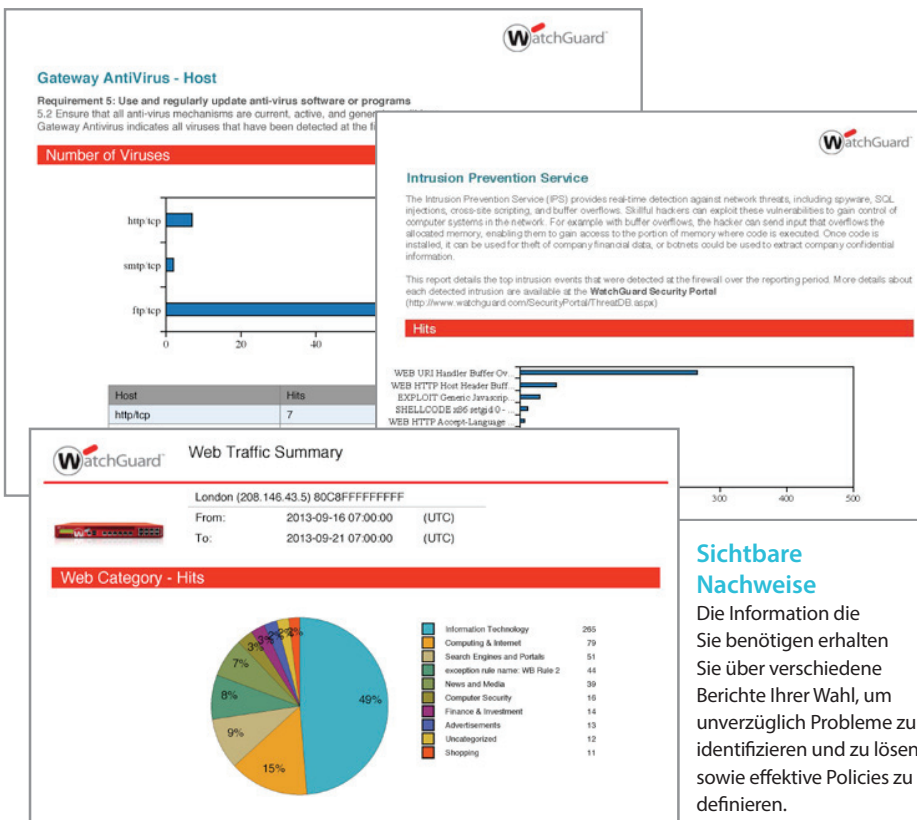 WatchGuard
Gateway AntiVirus - Host
Requirement 5: Use and regularly update anti-virus software or programs
5.2 Ensure that all anti-virus mechanisms are current, active, and
Gateway Antivirus indicates all viruses that have been detected at the
Number of Viruses
http/tcp
smtp/tcp
ftp/tcp
0 20 40
Host Hits
http/tcp 7
WatchGuard
Intrusion Prevention Service
The Intrusion Prevention Service (IPS) provides real-time detection against network threats, including spyware, SQL
injections, cross-site scripting, and buffer overflows. Skillful hackers can exploit these vulnerabilities to gain control of
computer systems in the network. For example with buffer overflows, the hacker can send input that overflows the
allocated memory, enabling them to gain access to the portion of memory where code is executed. Once code is
installed, it can be used for theft of company financial data, or botnets could be used to extract company confidential
information.
This report details the top intrusion events that were detected at the firewall over the reporting period. More details about
each detected intrusion are available at the WatchGuard Security Portal
(http://www.watchguard.com/SecurityPortal/ThreatDB.aspx)
Hits
WEB URI Handler Buffer Ov...
WEB HTTP Host Header Buff...
EXPLOIT Generic Javascrip...
SHELLCODE x86 setgid 0 - ...
WEB HTTP Accept-Language ...
300 400 500
WatchGuard
Web Traffic Summary
London (208.146.43.5) 80C8FFFFFFFFF
From: 2013-09-16 07:00:00 (UTC)
To: 2013-09-21 07:00:00 (UTC)
Web Category - Hits
49%
15%
9%
8%
7%
3%
3%
2%
2%
2%
Information Technology 265
Computing & Internet 79
Search Engines and Portals 51
exception rule name: WB Rule 2 44
News and Media 39
Computer Security 16
Finance & Investment 14
Advertisements 13
Uncategorized 12
Shopping 11
Sichtbare
Nachweise
Die Information die
Sie benötigen erhalten
Sie über verschiedene
Berichte Ihrer Wahl, um
unverzüglich Probleme zu
identifizieren und zu lösen
sowie effektive Policies zu
definieren.